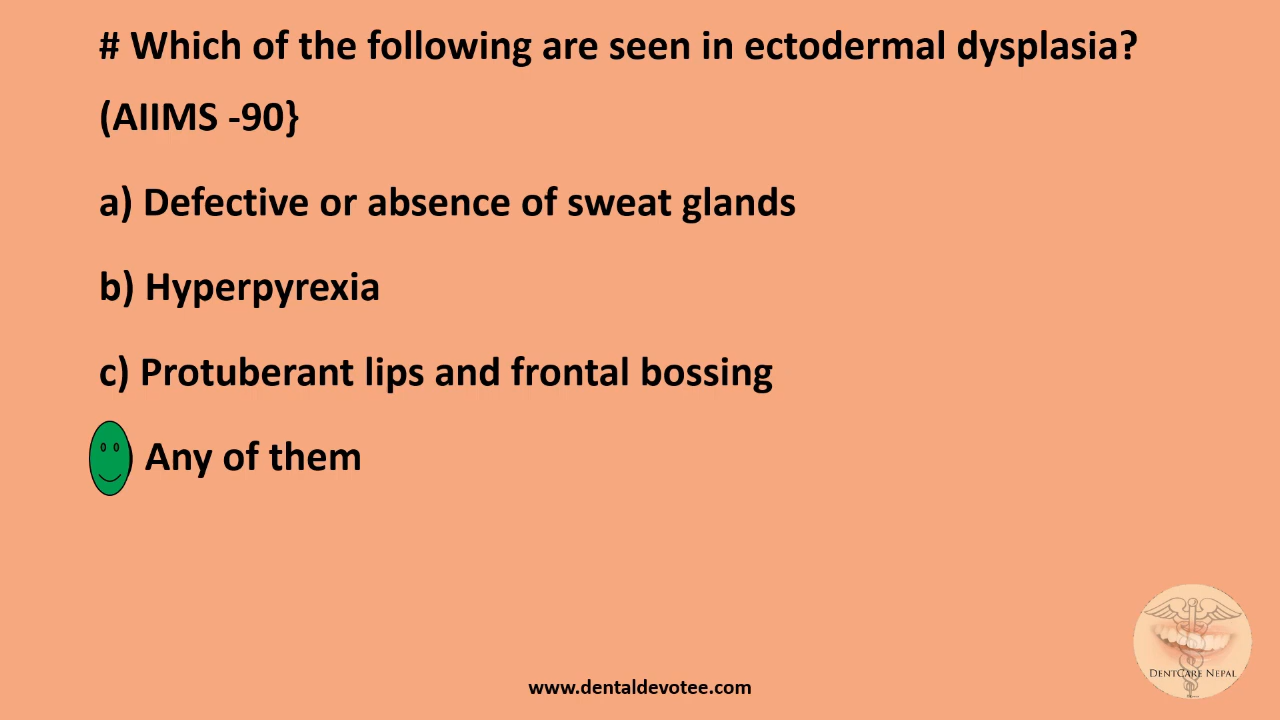 # Which of the following are seen in ectodermal dysplasia?
(AIIMS -90}
a) Defective or absence of sweat glands
b) Hyperpyrexia
c) Protuberant lips and frontal bossing
) Any of them
DENTCARE NEPAL
www.dentaldevotee.com